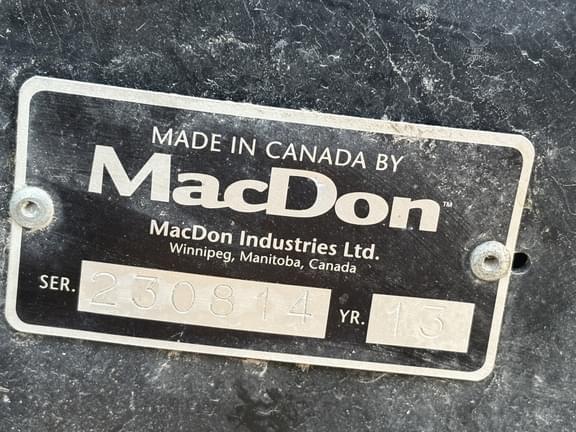 MADE IN CANADA BY
MacDon™
MacDon Industries Ltd.
Winnipeg, Manitoba, Canada
SER. 230814 YR. 13